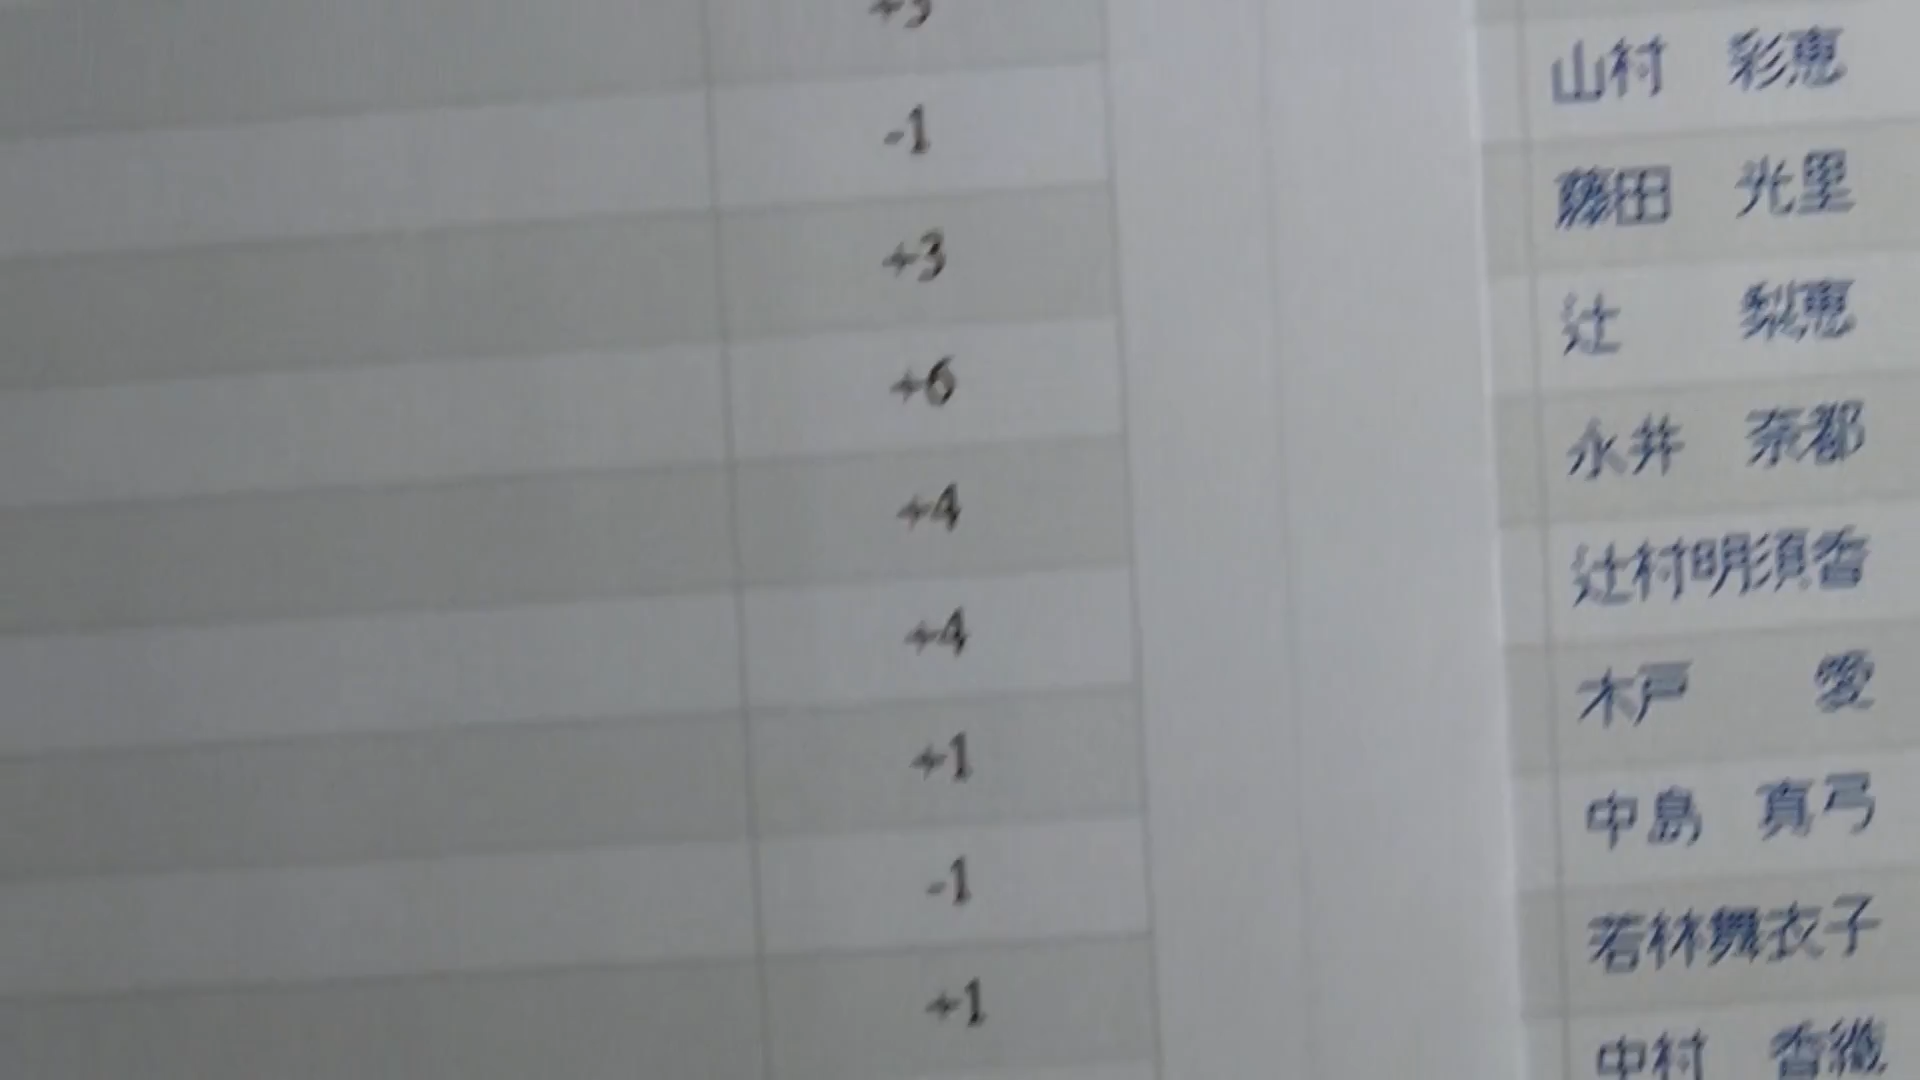 -1
+3
+6
+4
+4
+1
-1
+1
山村 彩恵
藤田 光里
辻 梨恵
永井 奈都
辻村明須香
木戸 愛
中島 真弓
若林舞衣子
中村 香織